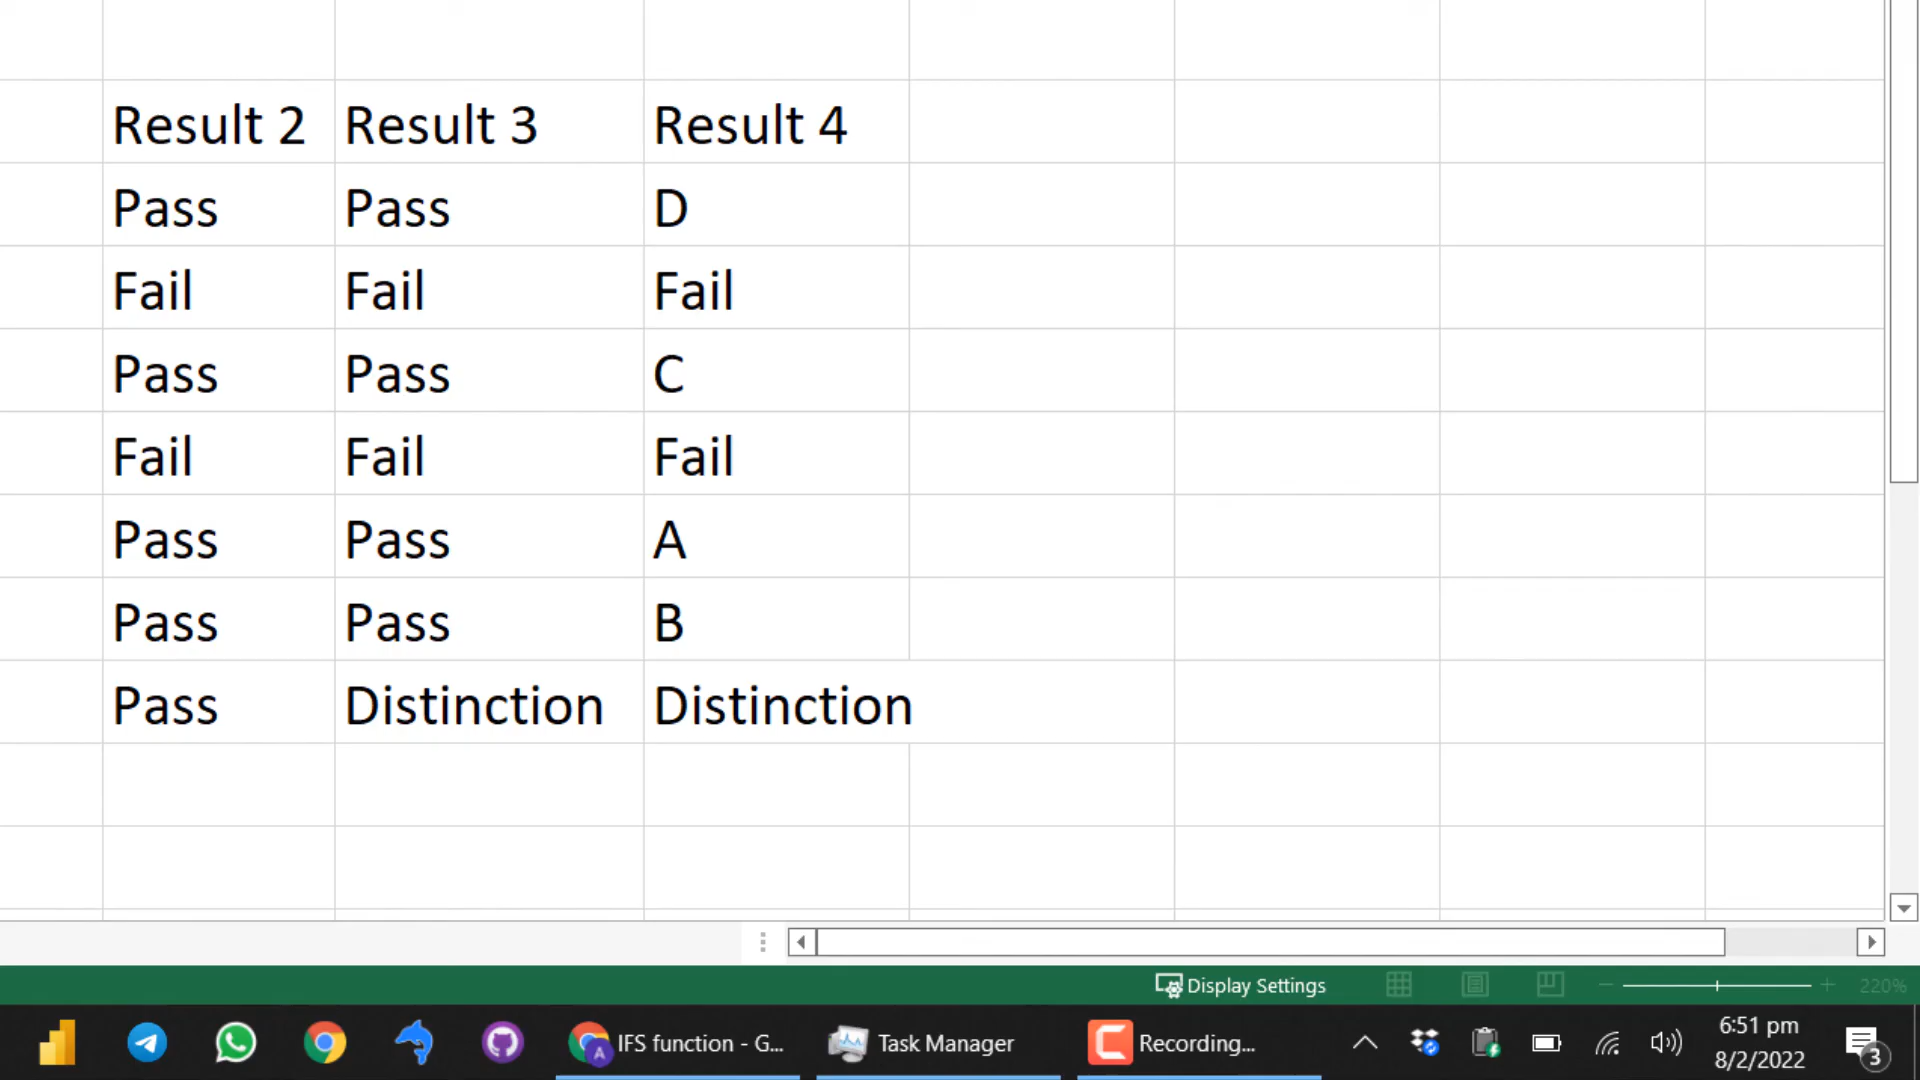 Result 2 Result 3 Result 4
Pass Pass D
Fail Fail Fail
Pass Pass C
Fail Fail Fail
Pass Pass A
Pass Pass B
Pass Distinction Distinction
Display Settings 220%
A IFS function - G... Task Manager Recording... 6:51 pm
8/2/2022 3